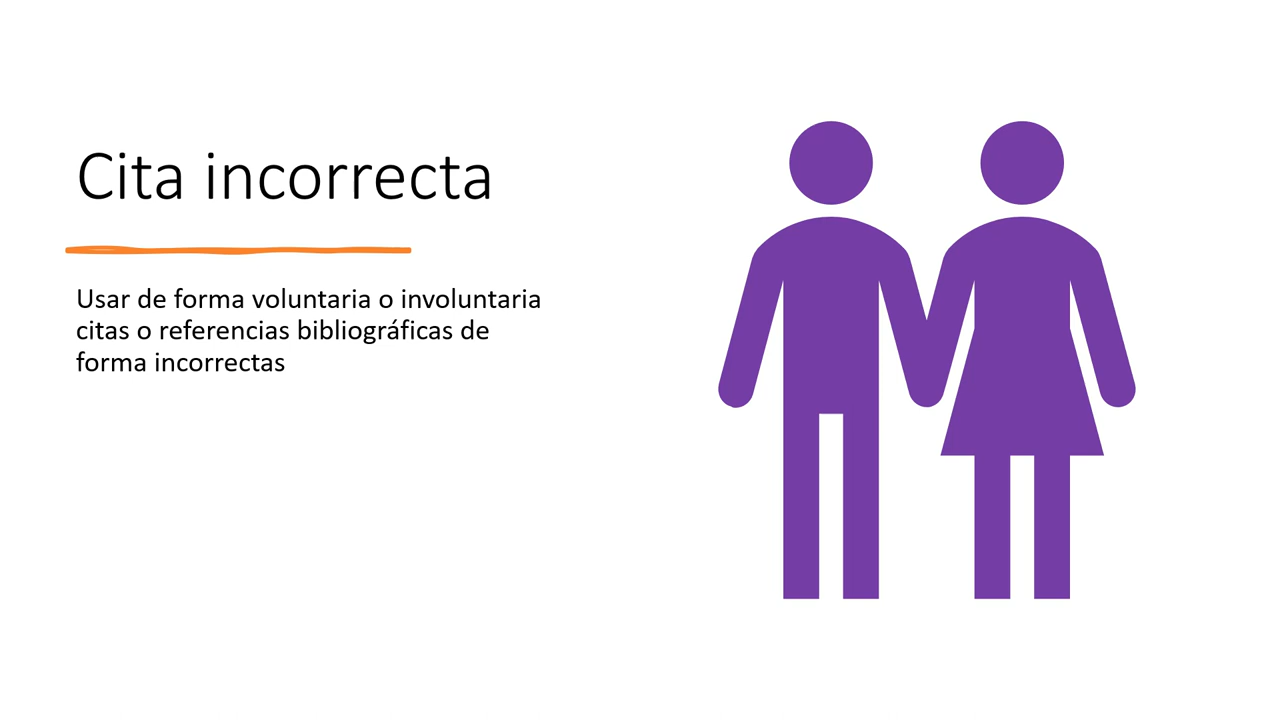 Cita incorrecta
Usar de forma voluntaria o involuntaria
citas o referencias bibliográficas de
forma incorrectas